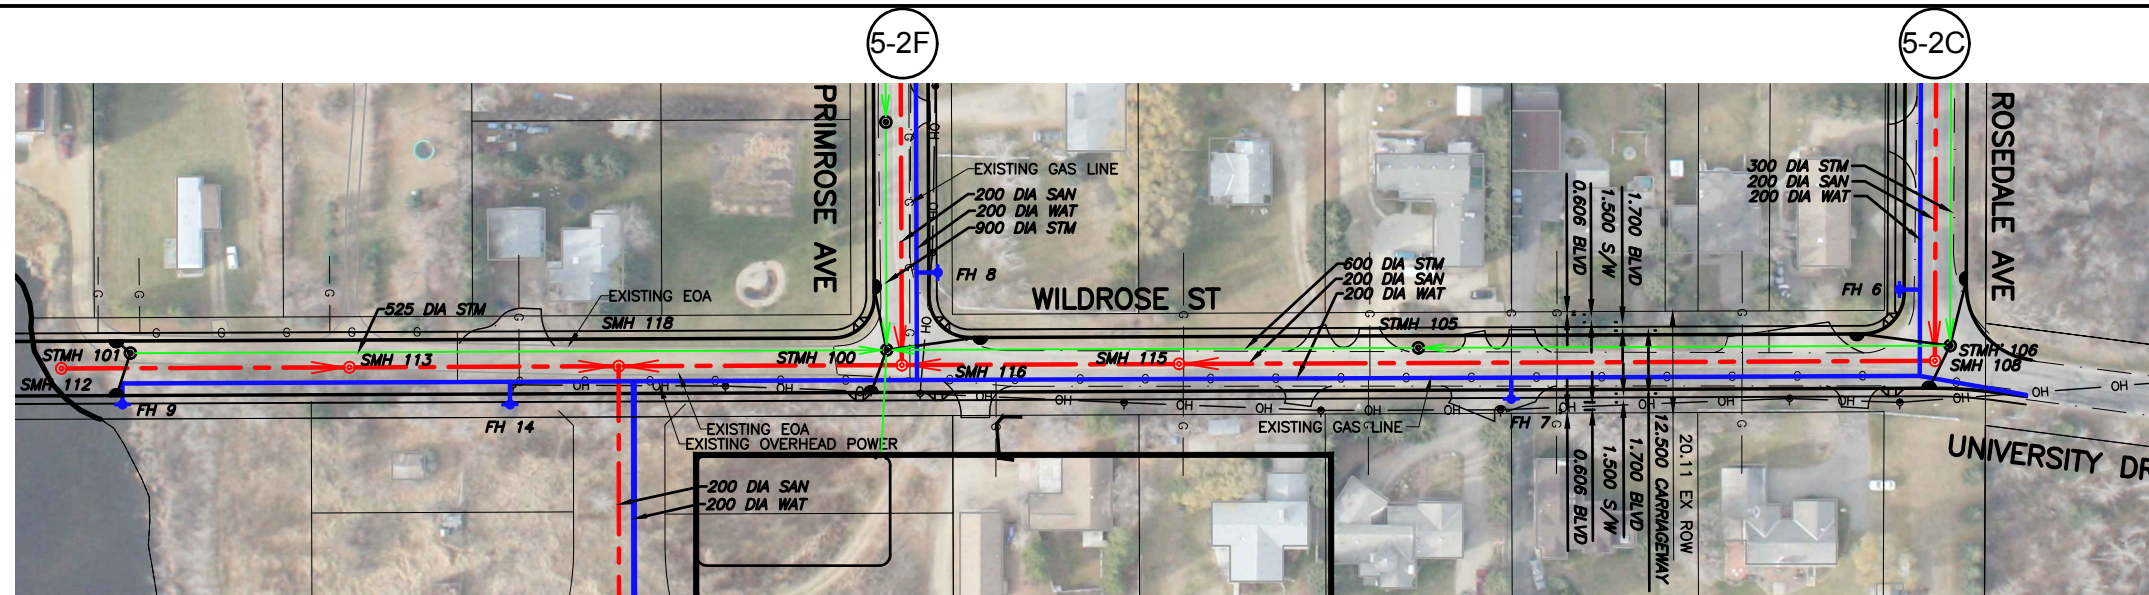 5-2F
5-2C
PRIMROSE AVE
ROSEDALE AVE
EXISTING GAS LINE
200 DIA SAN
200 DIA WAT
900 DIA STM
FH 8
WILDROSE ST
600 DIA STM
200 DIA SAN
200 DIA WAT
0.606 BLVD
1.500 S/W
1.700 BLVD
300 DIA STM
200 DIA SAN
200 DIA WAT
FH 6
525 DIA STM
EXISTING EOA
SMH 118
STMH 105
STMH 101
SMH 113
STMH 100
SMH 115
STMH 106
SMH 108
SMH 112
SMH 116
FH 9
FH 14
EXISTING EOA
EXISTING OVERHEAD POWER
EXISTING GAS LINE
FH 7
0.606 BLVD
1.500 S/W
1.700 BLVD
12.500 CARRIAGEWAY
20.11 EX ROW
UNIVERSITY DR
200 DIA SAN
200 DIA WAT